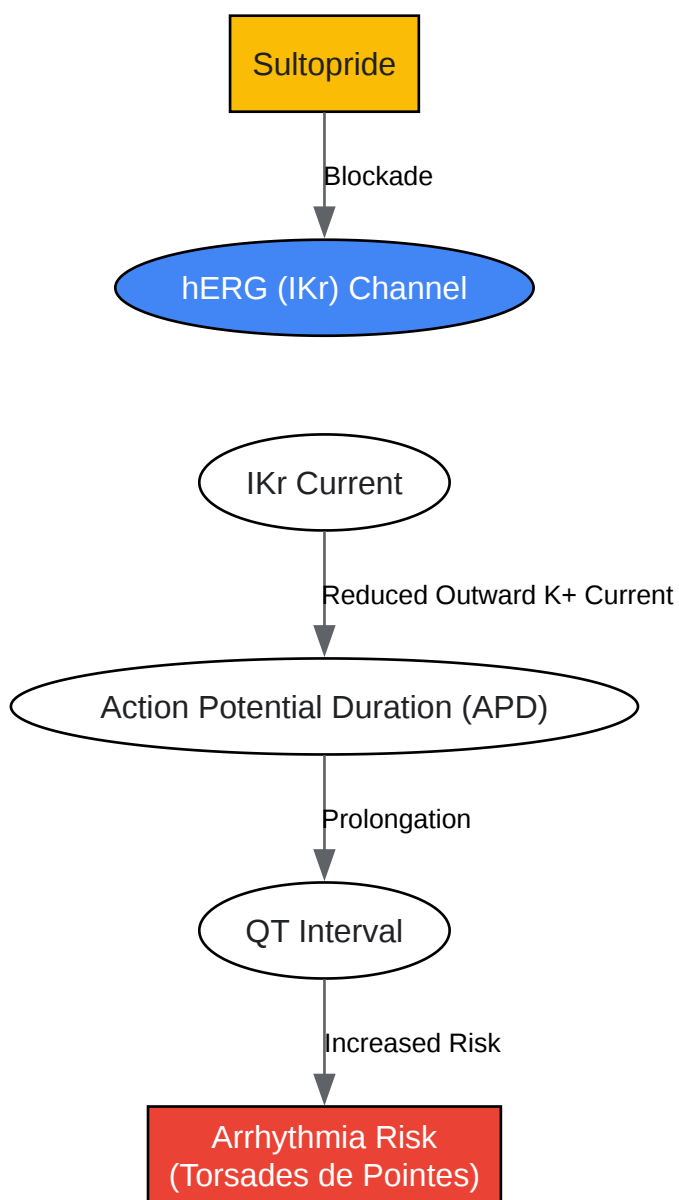 Sultopride
Blockade
hERG (IKr) Channel
IKr Current
Reduced Outward K+ Current
Action Potential Duration (APD)
Prolongation
QT Interval
Increased Risk
Arrhythmia Risk
(Torsades de Pointes)